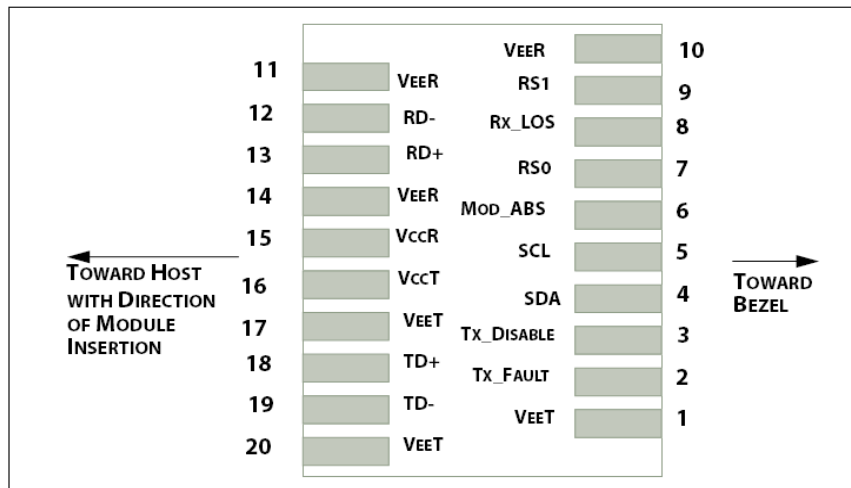 11 VEER
12 RD-
13 RD+
14 VEER
15 VCCR
16 VCCT
17 VEET
18 TD+
19 TD-
20 VEET
VEER 10
RS1 9
RX_LOS 8
RS0 7
MOD_ABS 6
SCL 5
SDA 4
TX_DISABLE 3
TX_FAULT 2
VEET 1
TOWARD HOST
WITH DIRECTION
OF MODULE
INSERTION
TOWARD
BEZEL